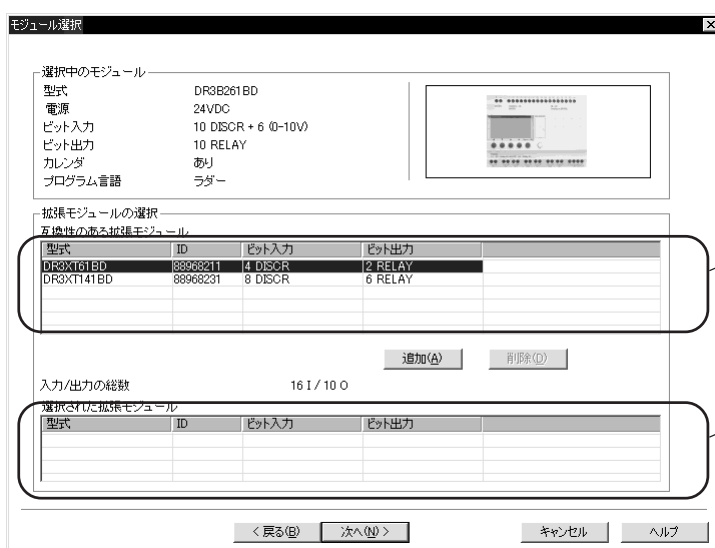 モジュール選択
選択中のモジュール
型式 DR3B261BD
電源 24VDC
ビット入力 10 DISCR + 6 (0-10V)
ビット出力 10 RELAY
カレンダ あり
プログラム言語 ラダー
拡張モジュールの選択
互換性のある拡張モジュール
型式 ID ビット入力 ビット出力
DR3XT61BD 88968211 4 DISCR 2 RELAY
DR3XT141BD 88968231 8 DISCR 6 RELAY
追加(A) 削除(D)
入力/出力の総数 16 I / 10 O
選択された拡張モジュール
型式 ID ビット入力 ビット出力
< 戻る(B) 次へ(N) > キャンセル ヘルプ